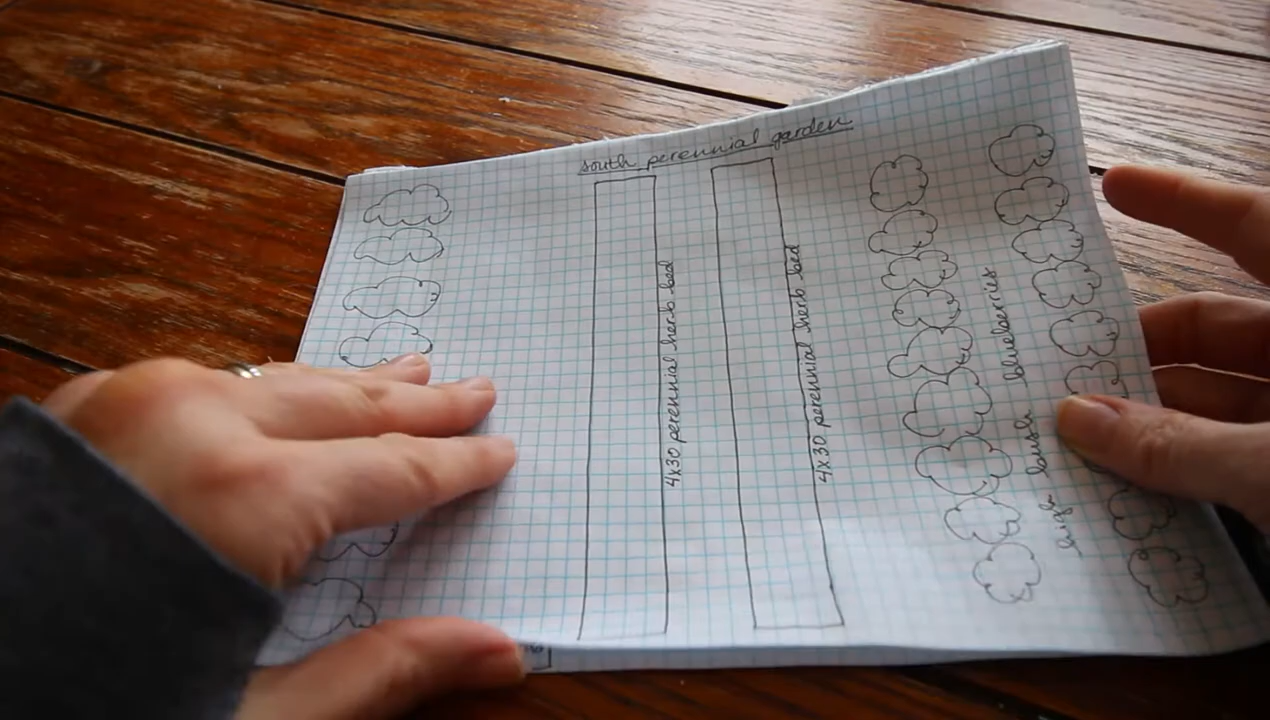 south perennial garden
4x30 perennial herb bed
4x30 perennial herb bed
high bush blueberries